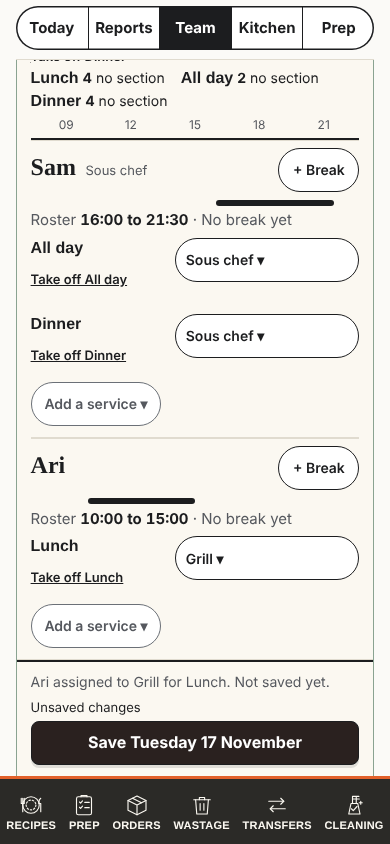 Today Reports Team Kitchen Prep
Lunch 4 no section All day 2 no section
Dinner 4 no section
09 12 15 18 21
Sam Sous chef + Break
Roster 16:00 to 21:30 · No break yet
All day Sous chef ▾
Take off All day
Dinner Sous chef ▾
Take off Dinner
Add a service ▾
Ari + Break
Roster 10:00 to 15:00 · No break yet
Lunch Grill ▾
Take off Lunch
Add a service ▾
Ari assigned to Grill for Lunch. Not saved yet.
Unsaved changes
Save Tuesday 17 November
RECIPES PREP ORDERS WASTAGE TRANSFERS CLEANING